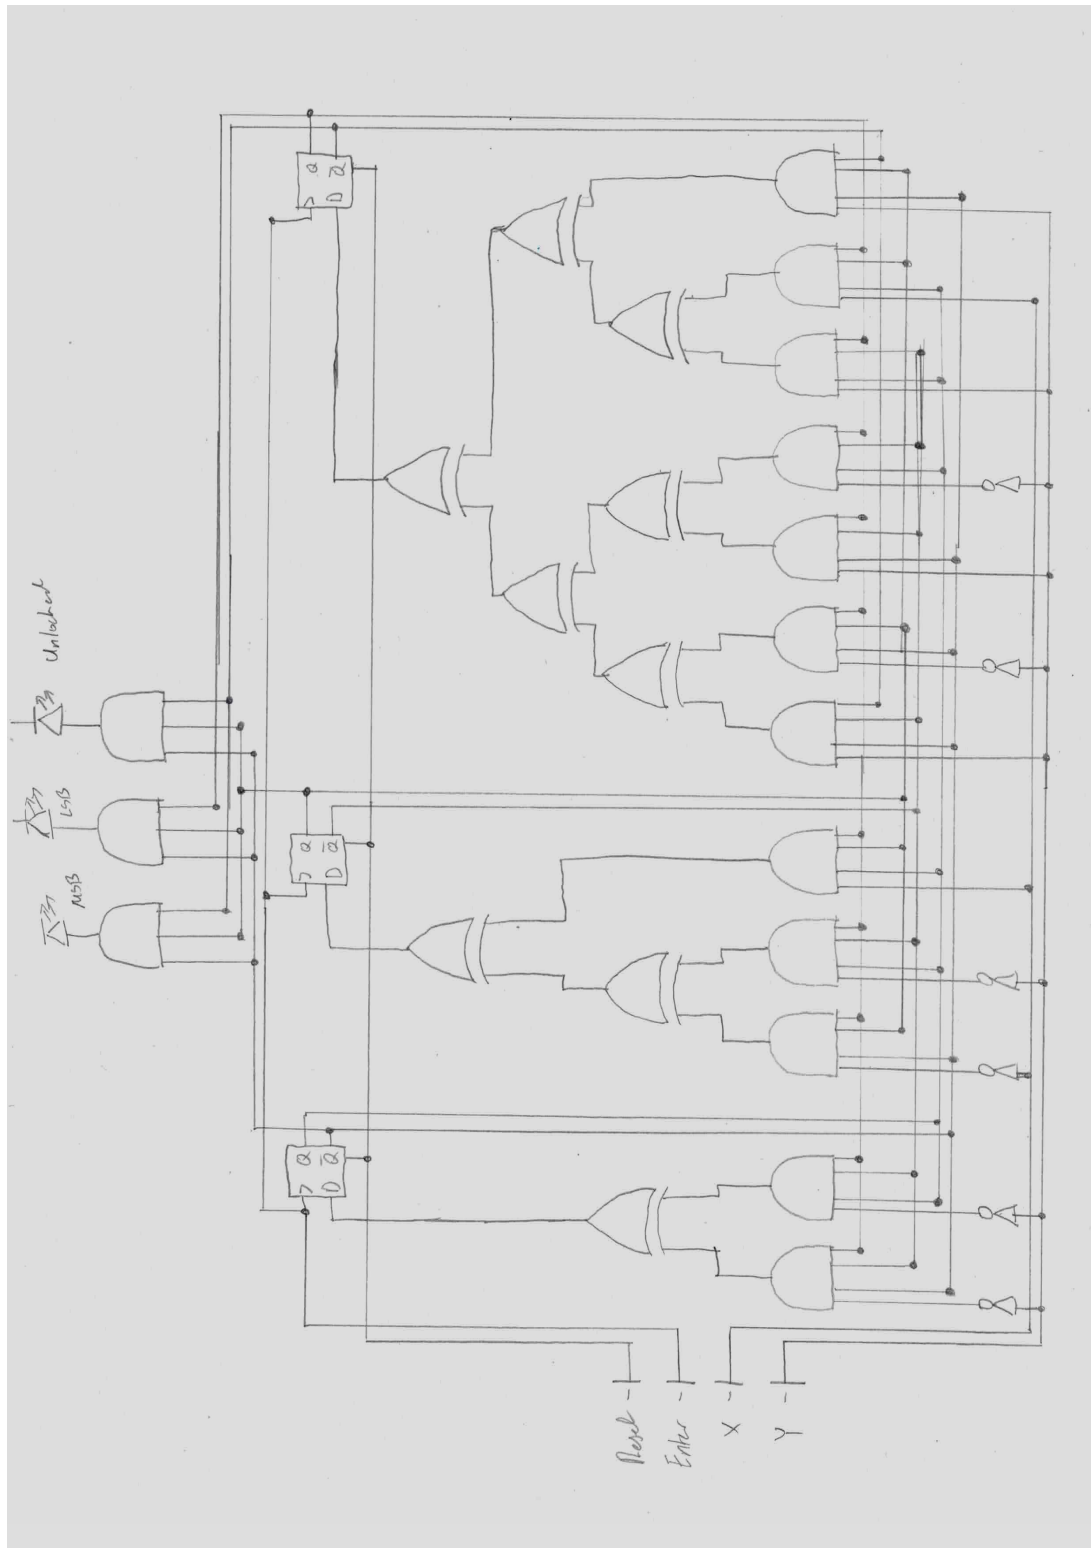 Unlocked
LSB
MSB
> Q
D Q̅
> Q
D Q̅
> Q
D Q̅
Reset -
Enter -
X -
Y -